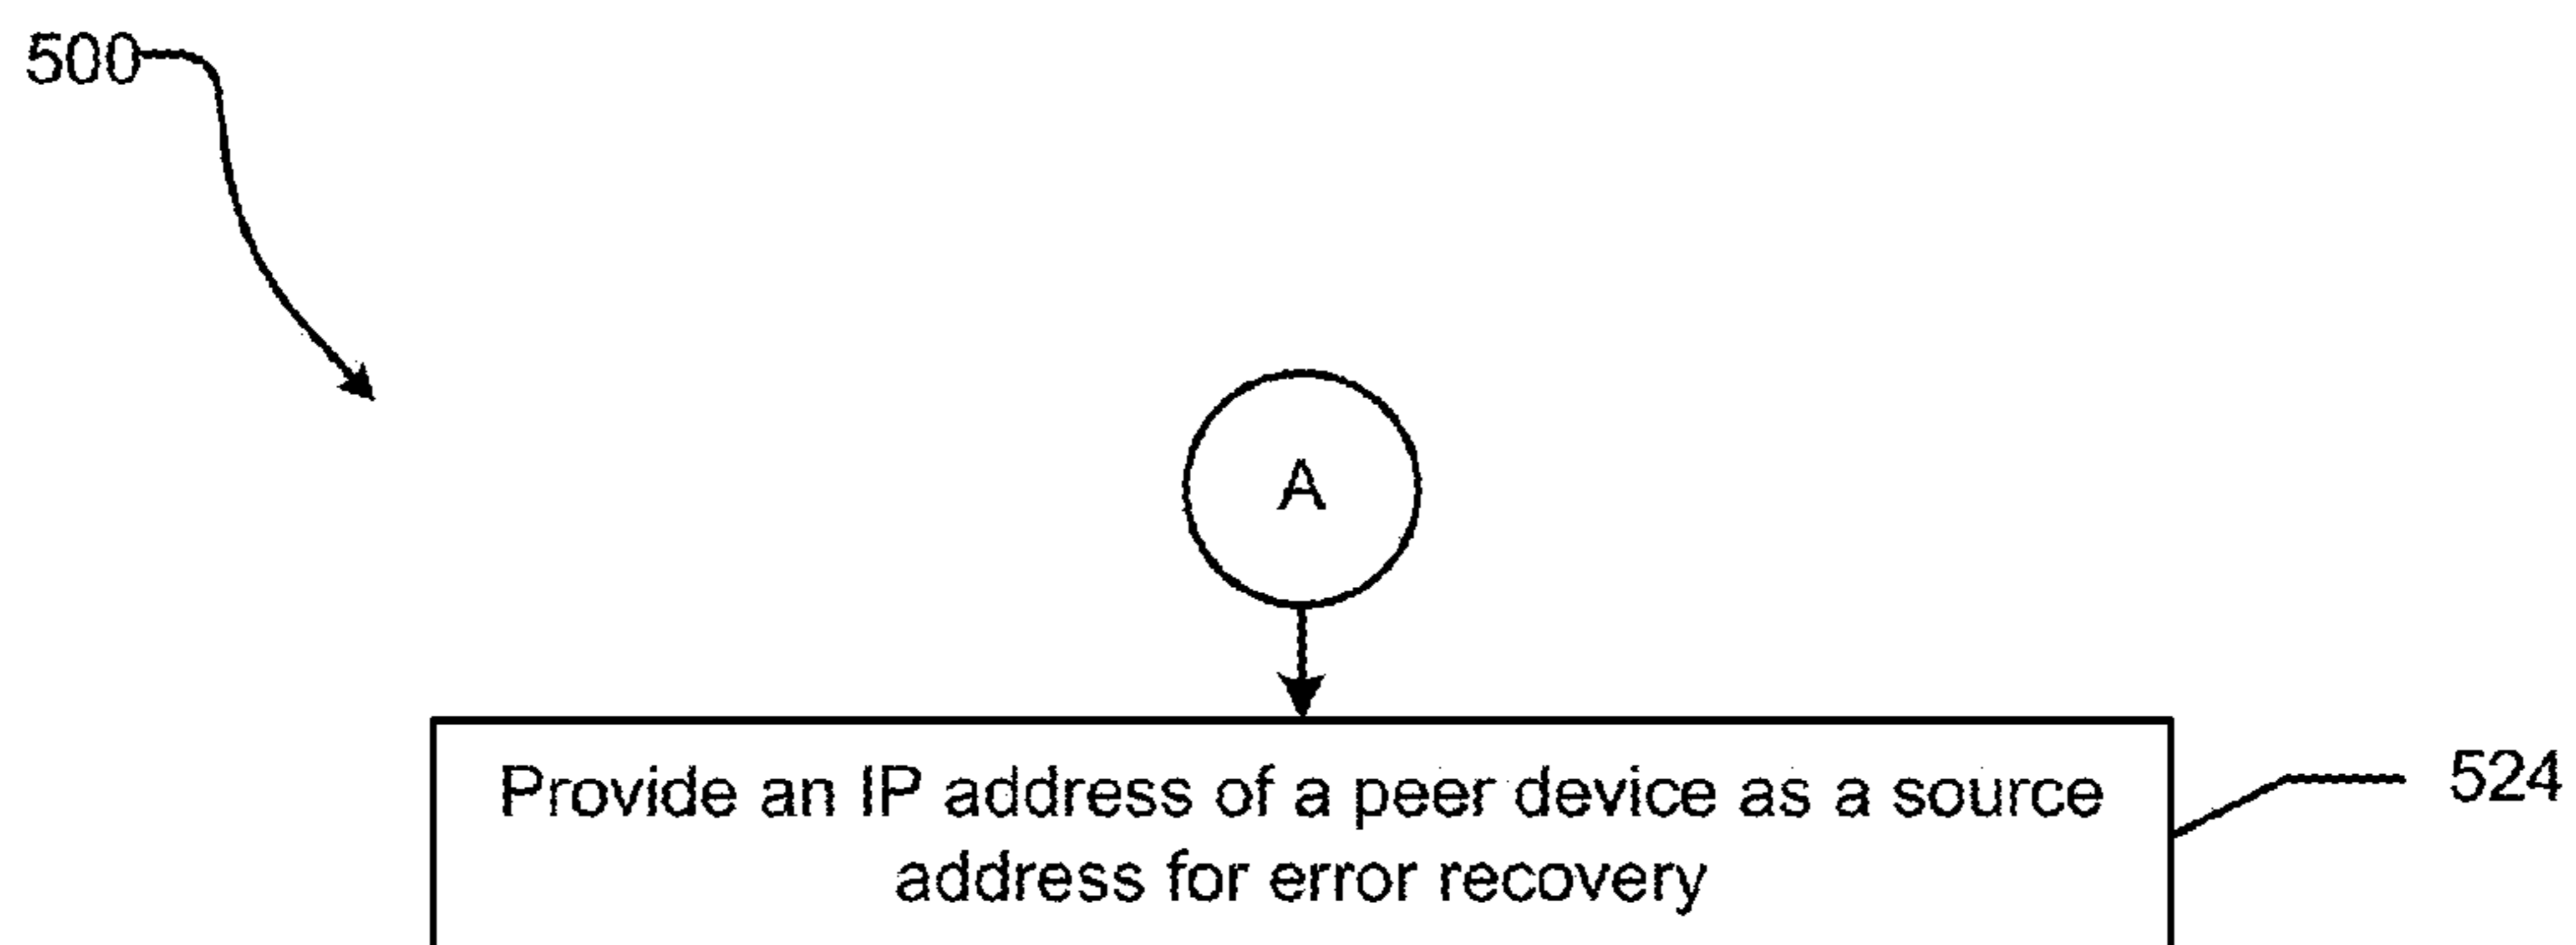 500
A
Provide an IP address of a peer device as a source
address for error recovery
524